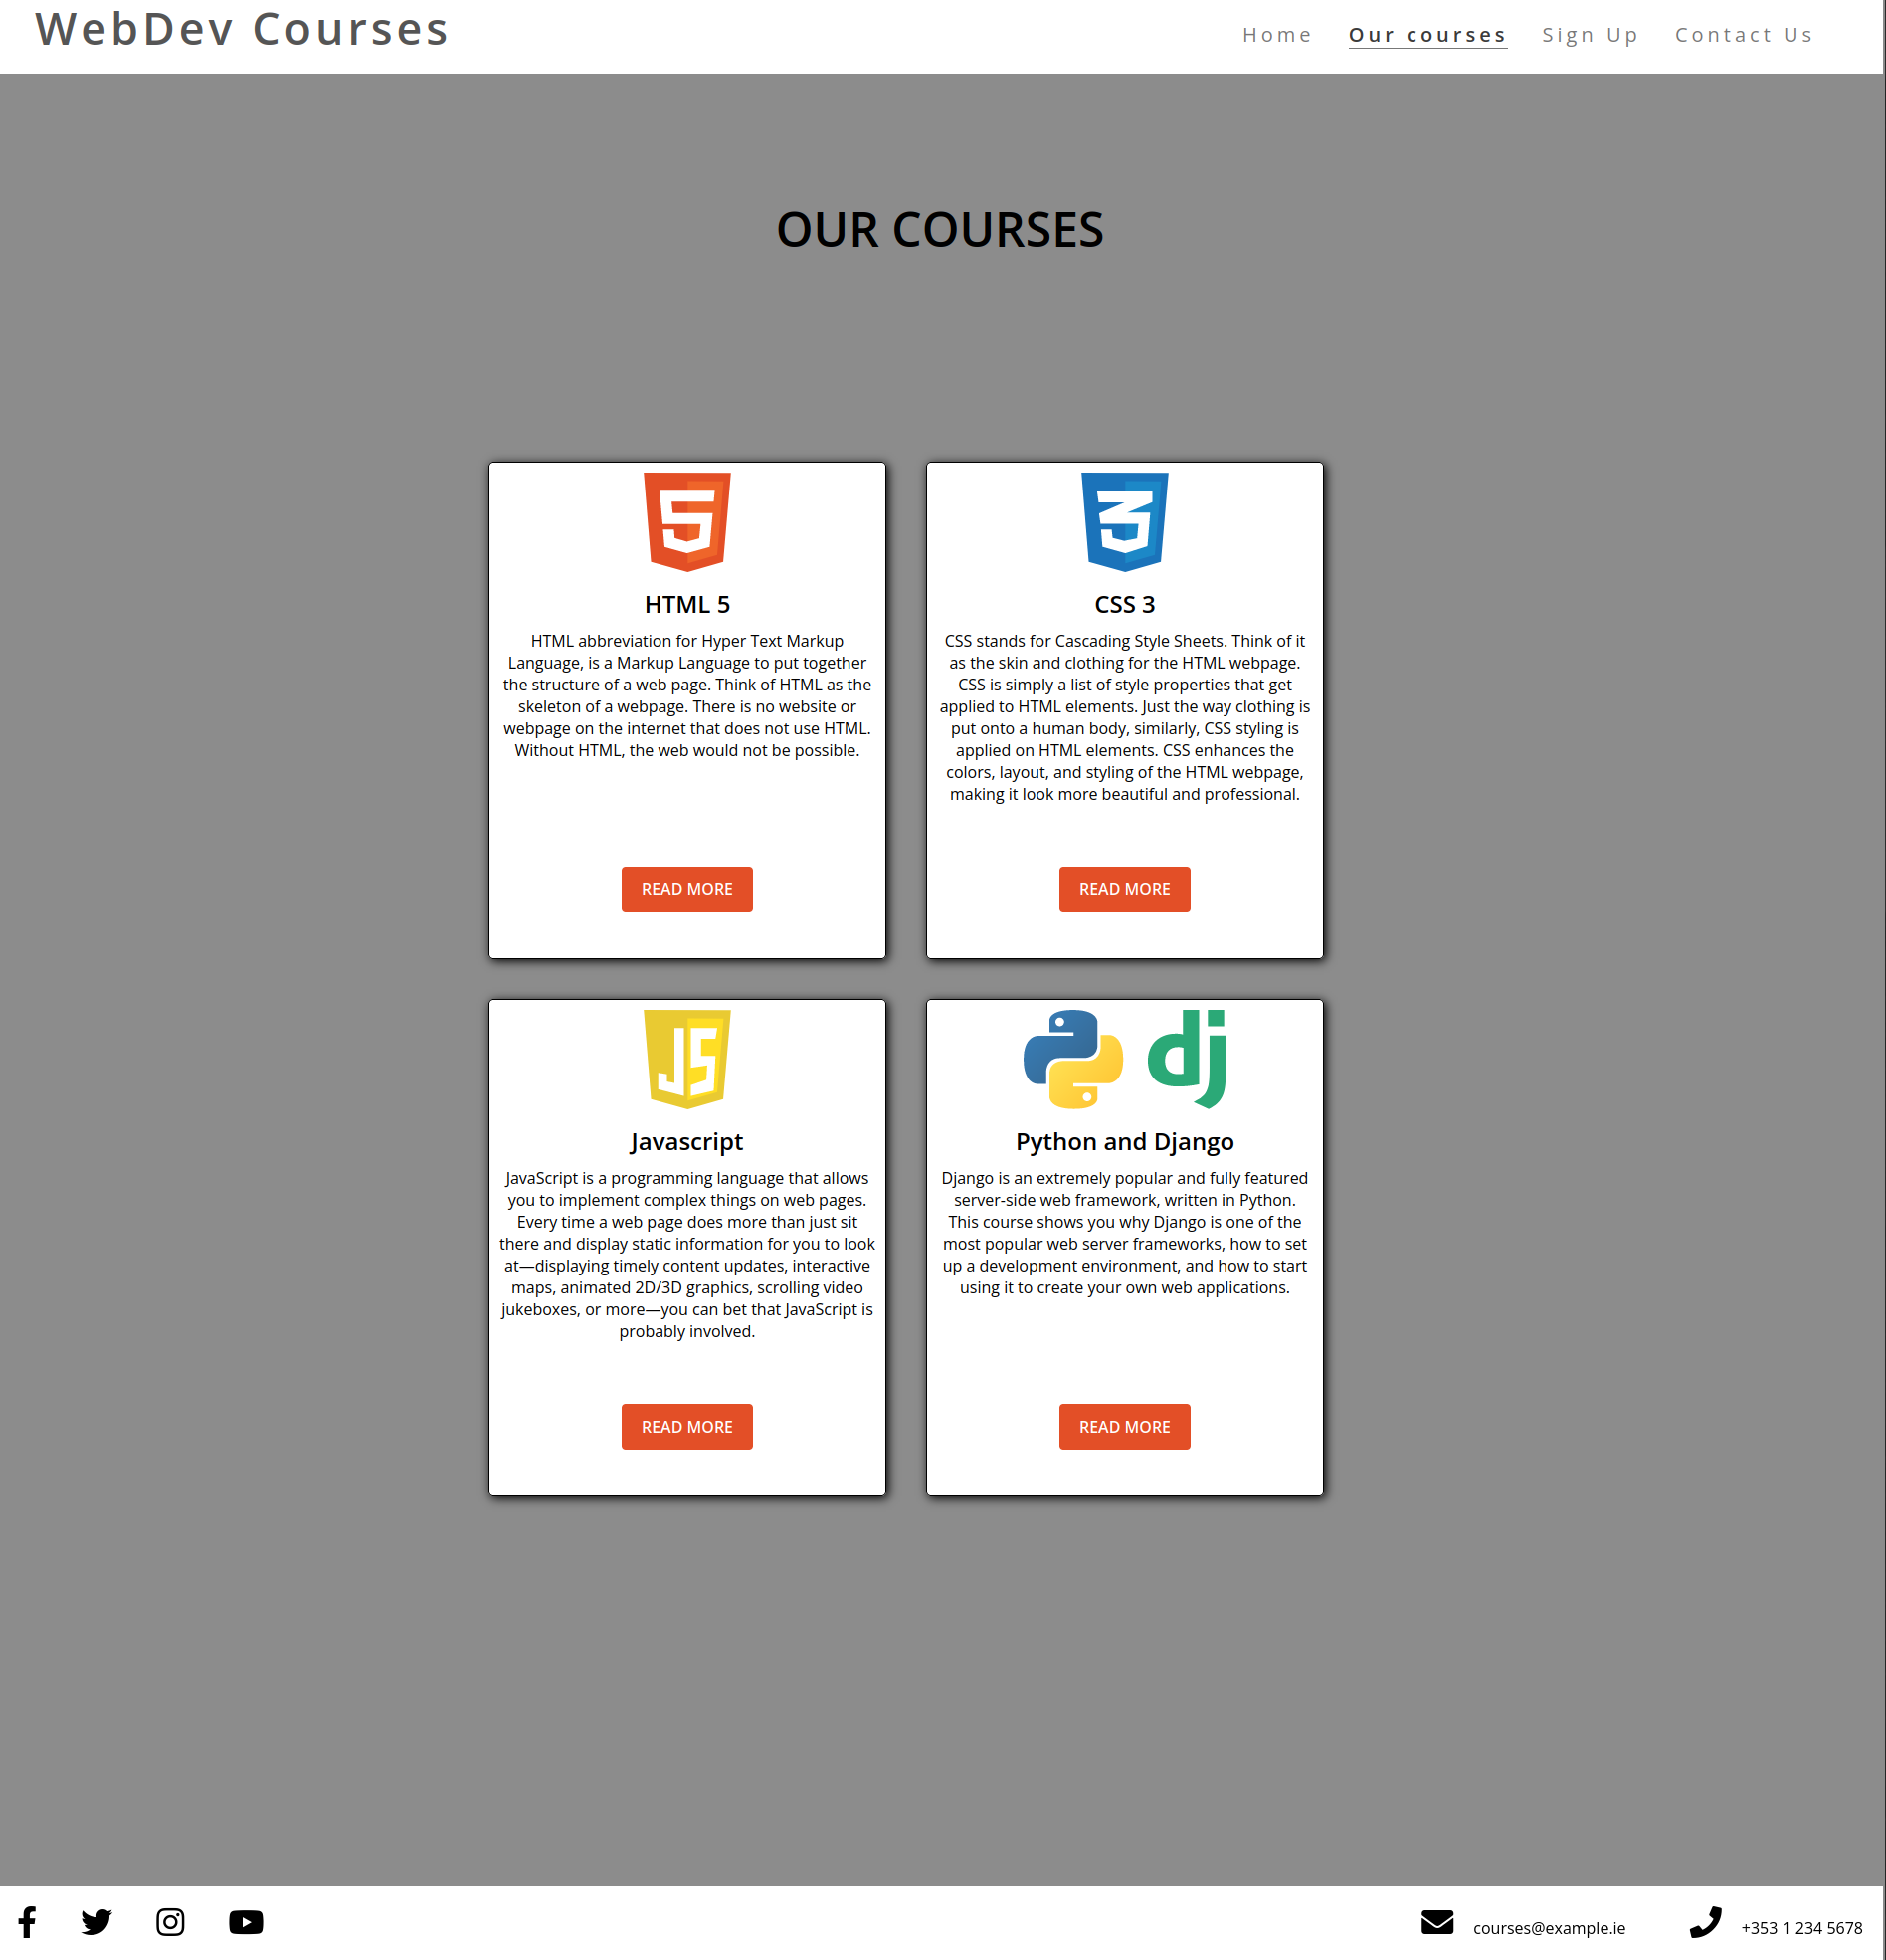 WebDev Courses
Home Our courses Sign Up Contact Us
OUR COURSES
HTML 5
HTML abbreviation for Hyper Text Markup
Language, is a Markup Language to put together
the structure of a web page. Think of HTML as the
skeleton of a webpage. There is no website or
webpage on the internet that does not use HTML.
Without HTML, the web would not be possible.
READ MORE
CSS 3
CSS stands for Cascading Style Sheets. Think of it
as the skin and clothing for the HTML webpage.
CSS is simply a list of style properties that get
applied to HTML elements. Just the way clothing is
put onto a human body, similarly, CSS styling is
applied on HTML elements. CSS enhances the
colors, layout, and styling of the HTML webpage,
making it look more beautiful and professional.
READ MORE
JS
Javascript
JavaScript is a programming language that allows
you to implement complex things on web pages.
Every time a web page does more than just sit
there and display static information for you to look
at—displaying timely content updates, interactive
maps, animated 2D/3D graphics, scrolling video
jukeboxes, or more—you can bet that JavaScript is
probably involved.
READ MORE
dj
Python and Django
Django is an extremely popular and fully featured
server-side web framework, written in Python.
This course shows you why Django is one of the
most popular web server frameworks, how to set
up a development environment, and how to start
using it to create your own web applications.
READ MORE
courses@example.ie
+353 1 234 5678